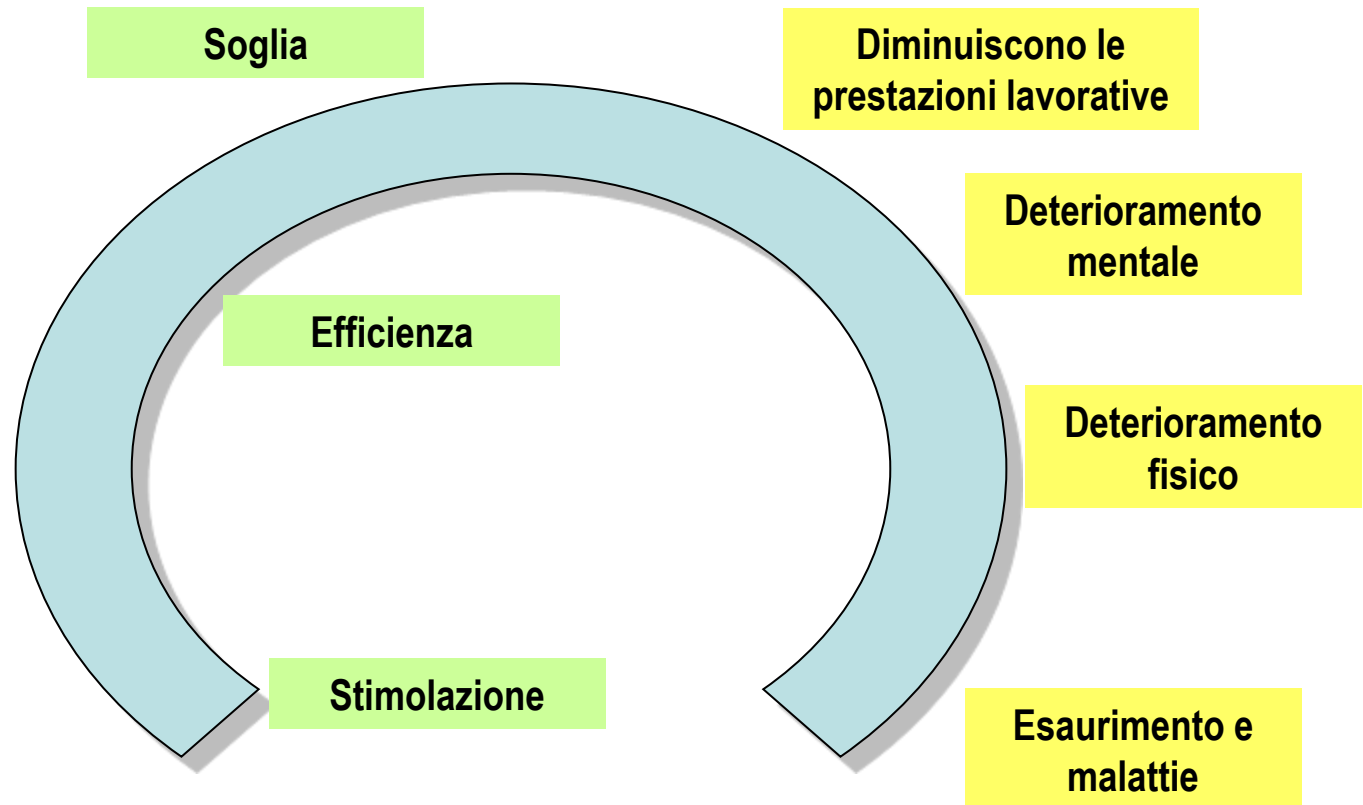 Soglia
Diminuiscono le
prestazioni lavorative
Deterioramento
mentale
Efficienza
Deterioramento
fisico
Stimolazione
Esaurimento e
malattie